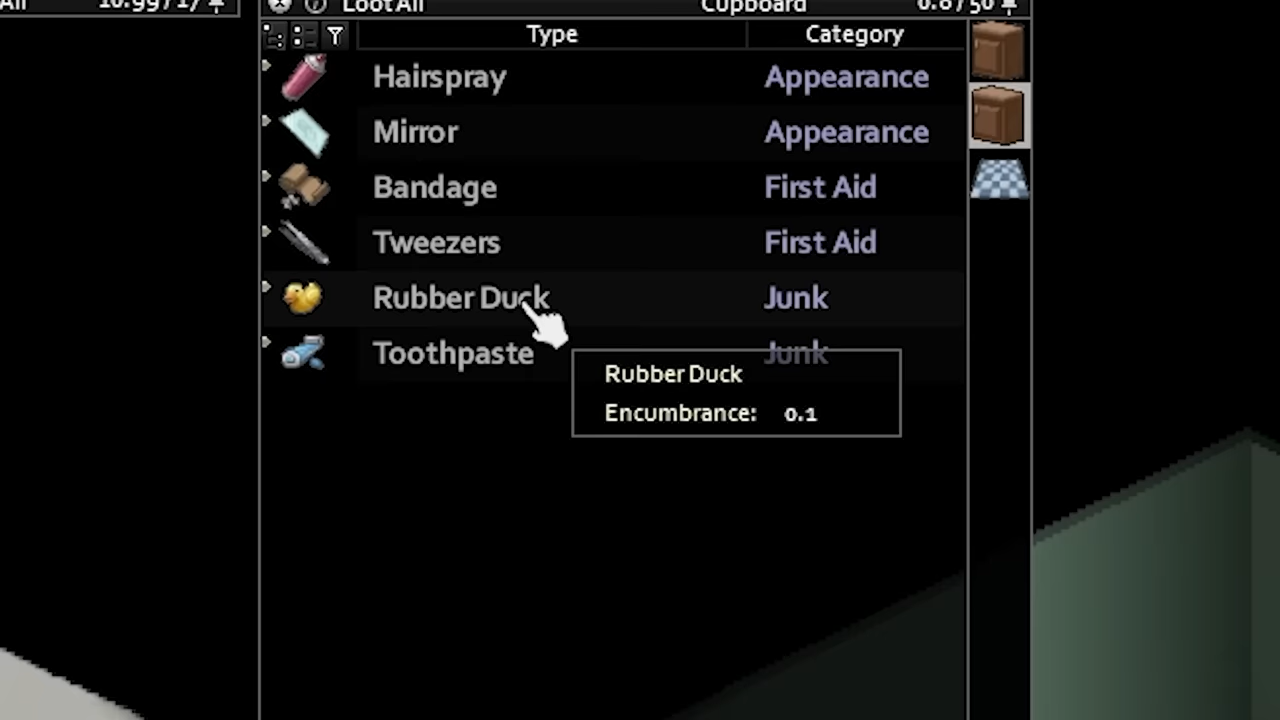 Loot All Cupboard
Type Category
Hairspray Appearance
Mirror Appearance
Bandage First Aid
Tweezers First Aid
Rubber Duck Junk
Toothpaste Junk
Rubber Duck
Encumbrance: 0.1